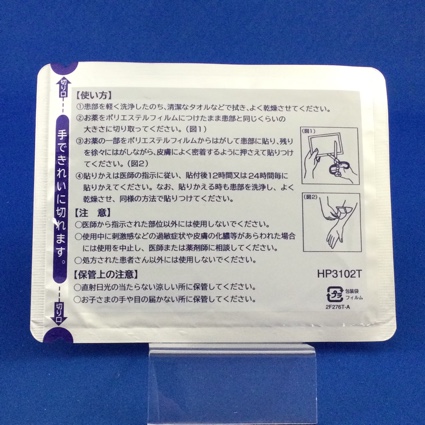 切り口
手できれいに切れます。
切り口
【使い方】
①患部を軽く洗浄したのち、清潔なタオルなどで拭き、よく乾燥させてください。
②お薬をポリエステルフィルムにつけたまま患部と同じくらいの
大きさに切り取ってください。（図1）
③お薬の一部をポリエステルフィルムからはがして患部に貼り、残り
を徐々にはがしながら、皮膚によく密着するように押さえて貼りつけ
てください。（図2）
④貼りかえは医師の指示に従い、貼付後12時間又は24時間毎に
貼りかえてください。なお、貼りかえる時も患部を洗浄し、よく
乾燥させ、同様の方法で貼りつけてください。
（図1）
（図2）
【注　意】
○医師から指示された部位以外には使用しないでください。
○使用中に刺激感などの過敏症状や皮膚の化膿等があらわれた場合
には使用を中止し、医師または薬剤師に相談してください。
○処方された患者さん以外には使用しないでください。
【保管上の注意】
○直射日光の当たらない涼しい所に保管してください。
○お子さまの手や目の届かない所に保管してください。
HP3102T
プラ
包装袋
フィルム
2F276T-A